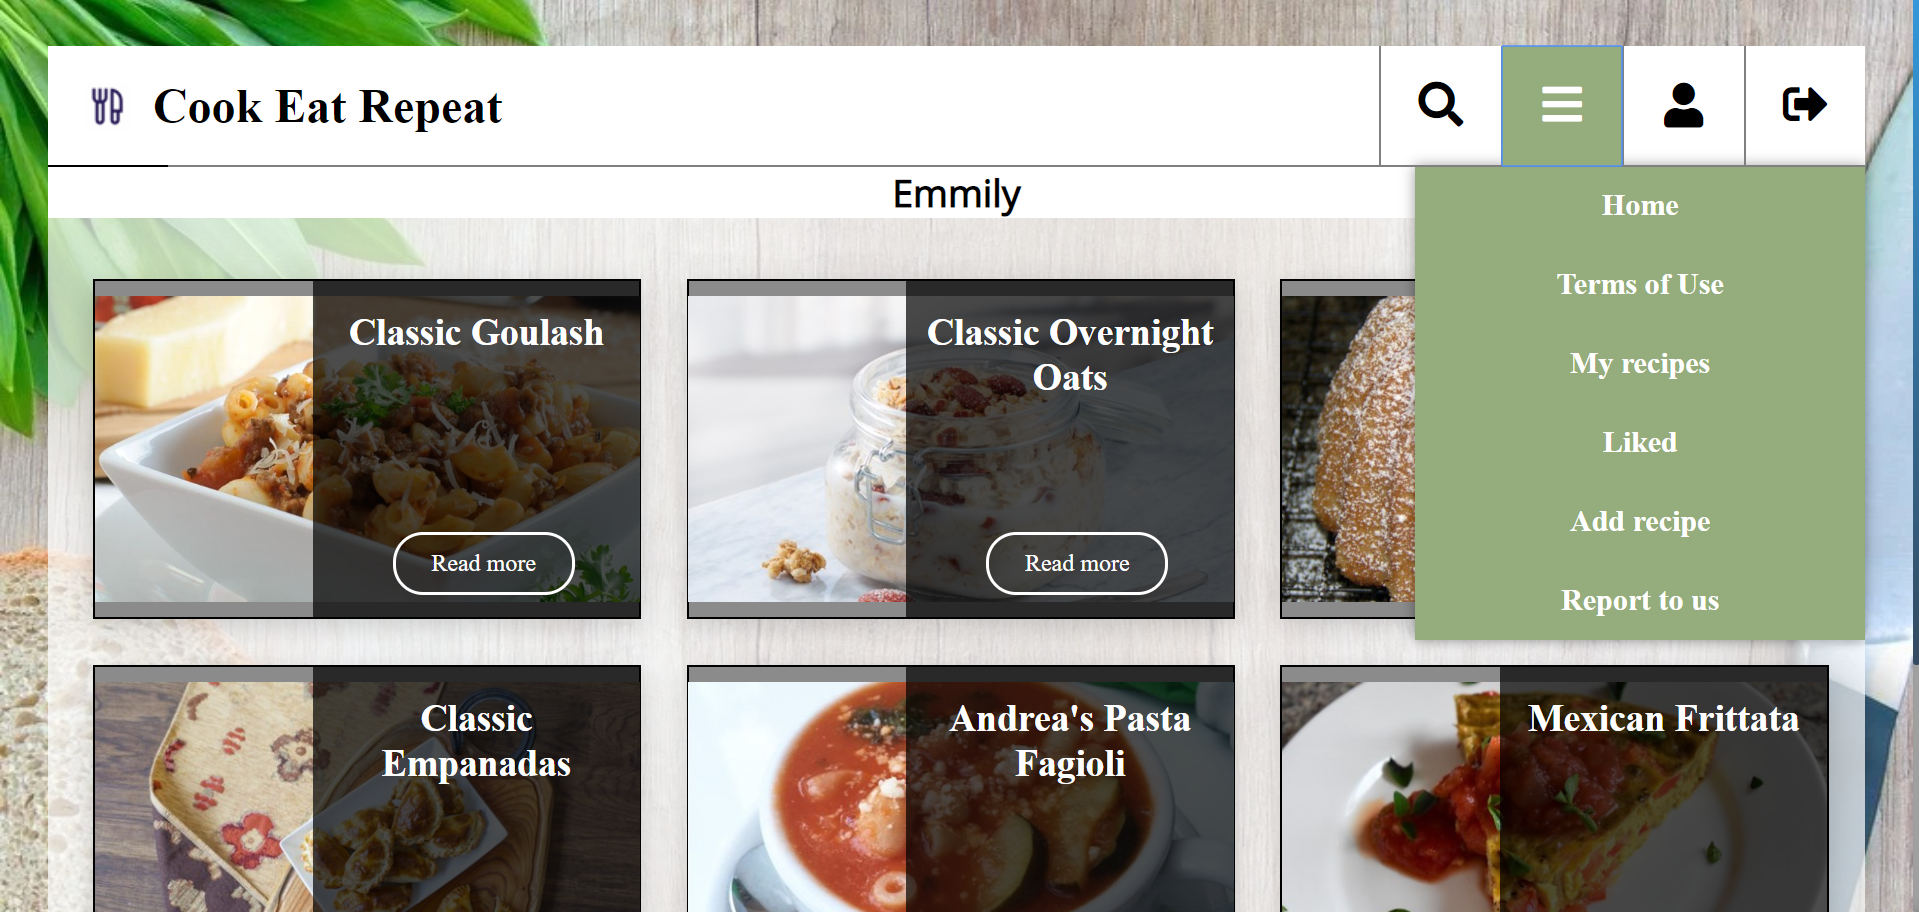 Cook Eat Repeat
Emmily
Home
Terms of Use
My recipes
Liked
Add recipe
Report to us
Classic Goulash
Read more
Classic Overnight
Oats
Read more
Classic
Empanadas
Andrea's Pasta
Fagioli
Mexican Frittata